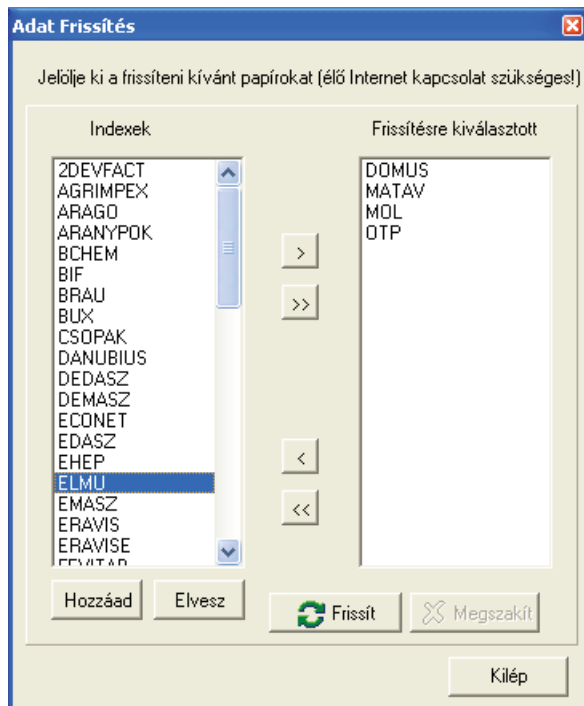 Adat Frissítés
Jelölje ki a frissíteni kívánt papírokat (élő Internet kapcsolat szükséges!)
Indexek
2DEVFACT
AGRIMPEX
ARAGO
ARANYPOK
BCHEM
BIF
BRAU
BUX
CSOPAK
DANUBIUS
DEDASZ
DEMASZ
ECONET
EDASZ
EHEP
ELMU
EMASZ
ERAVIS
ERAVISE
Frissítésre kiválasztott
DOMUS
MATAV
MOL
OTP
>
>>
<
<<
Hozzáad
Elvesz
Frissít
Megszakít
Kilép